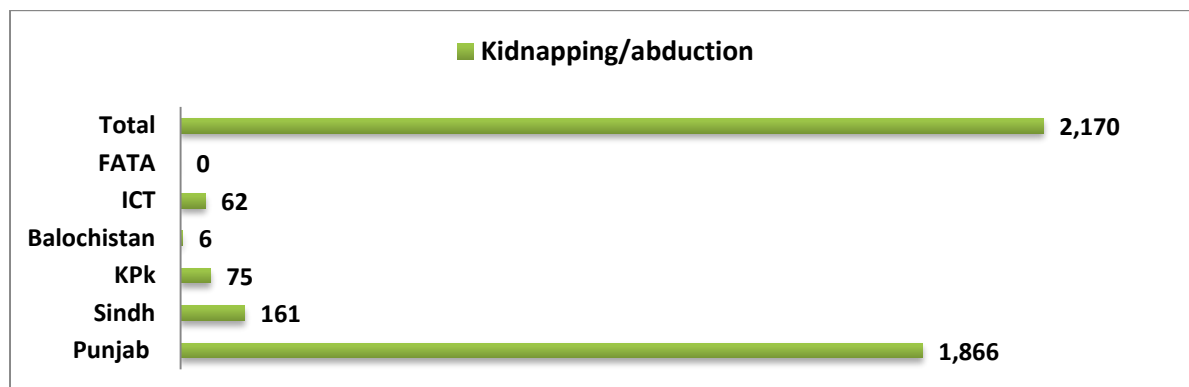 Kidnapping/abduction
Total 2,170
FATA 0
ICT 62
Balochistan 6
KPk 75
Sindh 161
Punjab 1,866